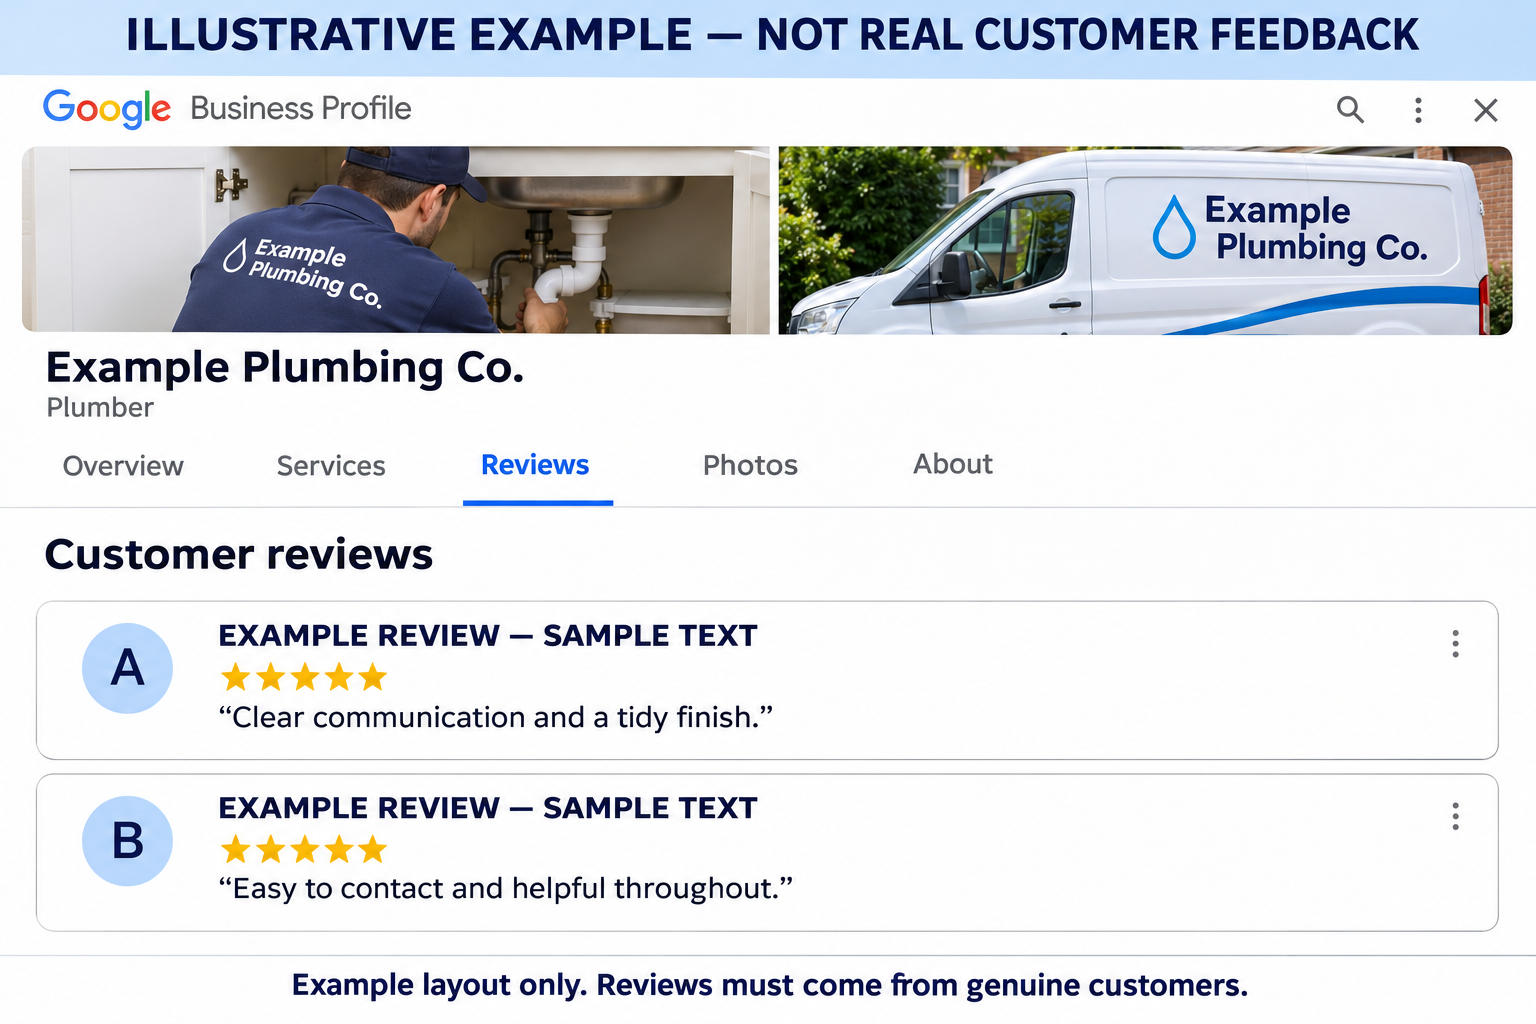 ILLUSTRATIVE EXAMPLE — NOT REAL CUSTOMER FEEDBACK
Google Business Profile
Example
Plumbing Co.
Example
Plumbing Co.
Example Plumbing Co.
Plumber
Overview Services Reviews Photos About
Customer reviews
A
EXAMPLE REVIEW — SAMPLE TEXT
“Clear communication and a tidy finish.”
B
EXAMPLE REVIEW — SAMPLE TEXT
“Easy to contact and helpful throughout.”
Example layout only. Reviews must come from genuine customers.